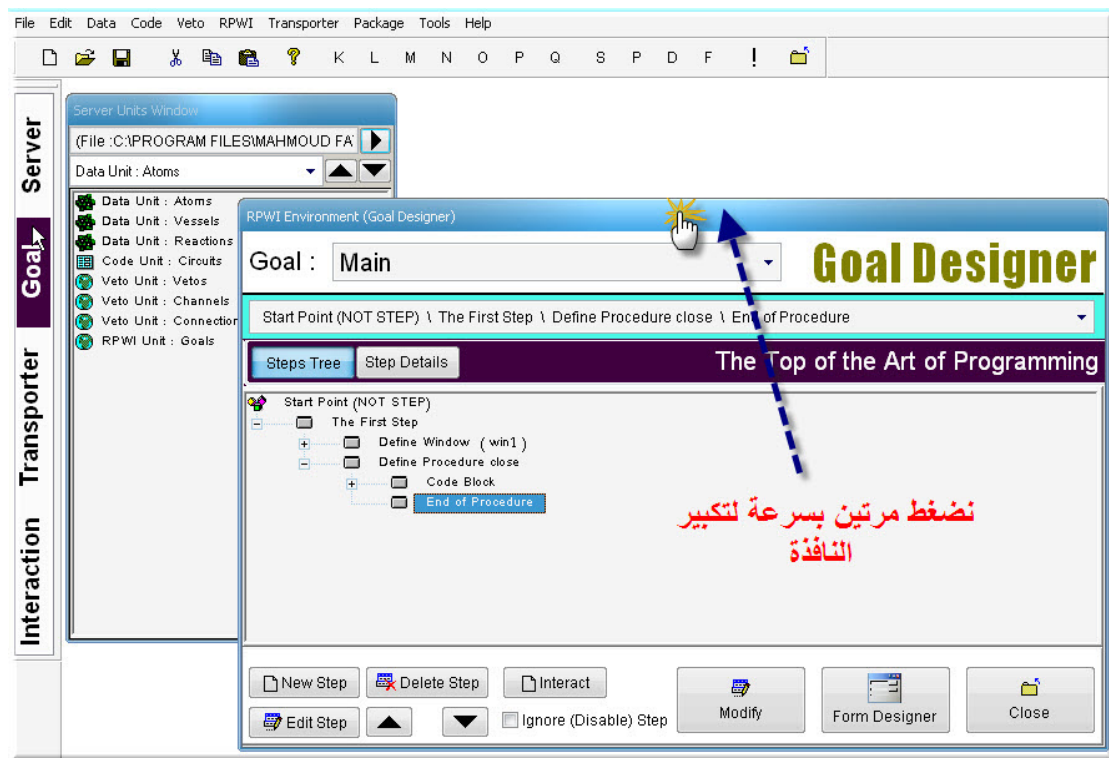 File Edit Data Code Veto RPWI Transporter Package Tools Help
K L M N O P Q S P D F !
Server
Goal
Transporter
Interaction
Server Units Window
(File :C:\PROGRAM FILES\MAHMOUD FA
Data Unit : Atoms
Data Unit : Atoms
Data Unit : Vessels
Data Unit : Reactions
Code Unit : Circuits
Veto Unit : Vetos
Veto Unit : Channels
Veto Unit : Connection
RPWI Unit : Goals
RPWI Environment (Goal Designer)
Goal : Main
Goal Designer
Start Point (NOT STEP) \ The First Step \ Define Procedure close \ End of Procedure
Steps Tree Step Details The Top of the Art of Programming
Start Point (NOT STEP)
The First Step
Define Window ( win1 )
Define Procedure close
Code Block
End of Procedure
نضغط مرتين بسرعة لتكبير
النافذة
New Step Delete Step Interact
Edit Step Ignore (Disable) Step
Modify Form Designer Close